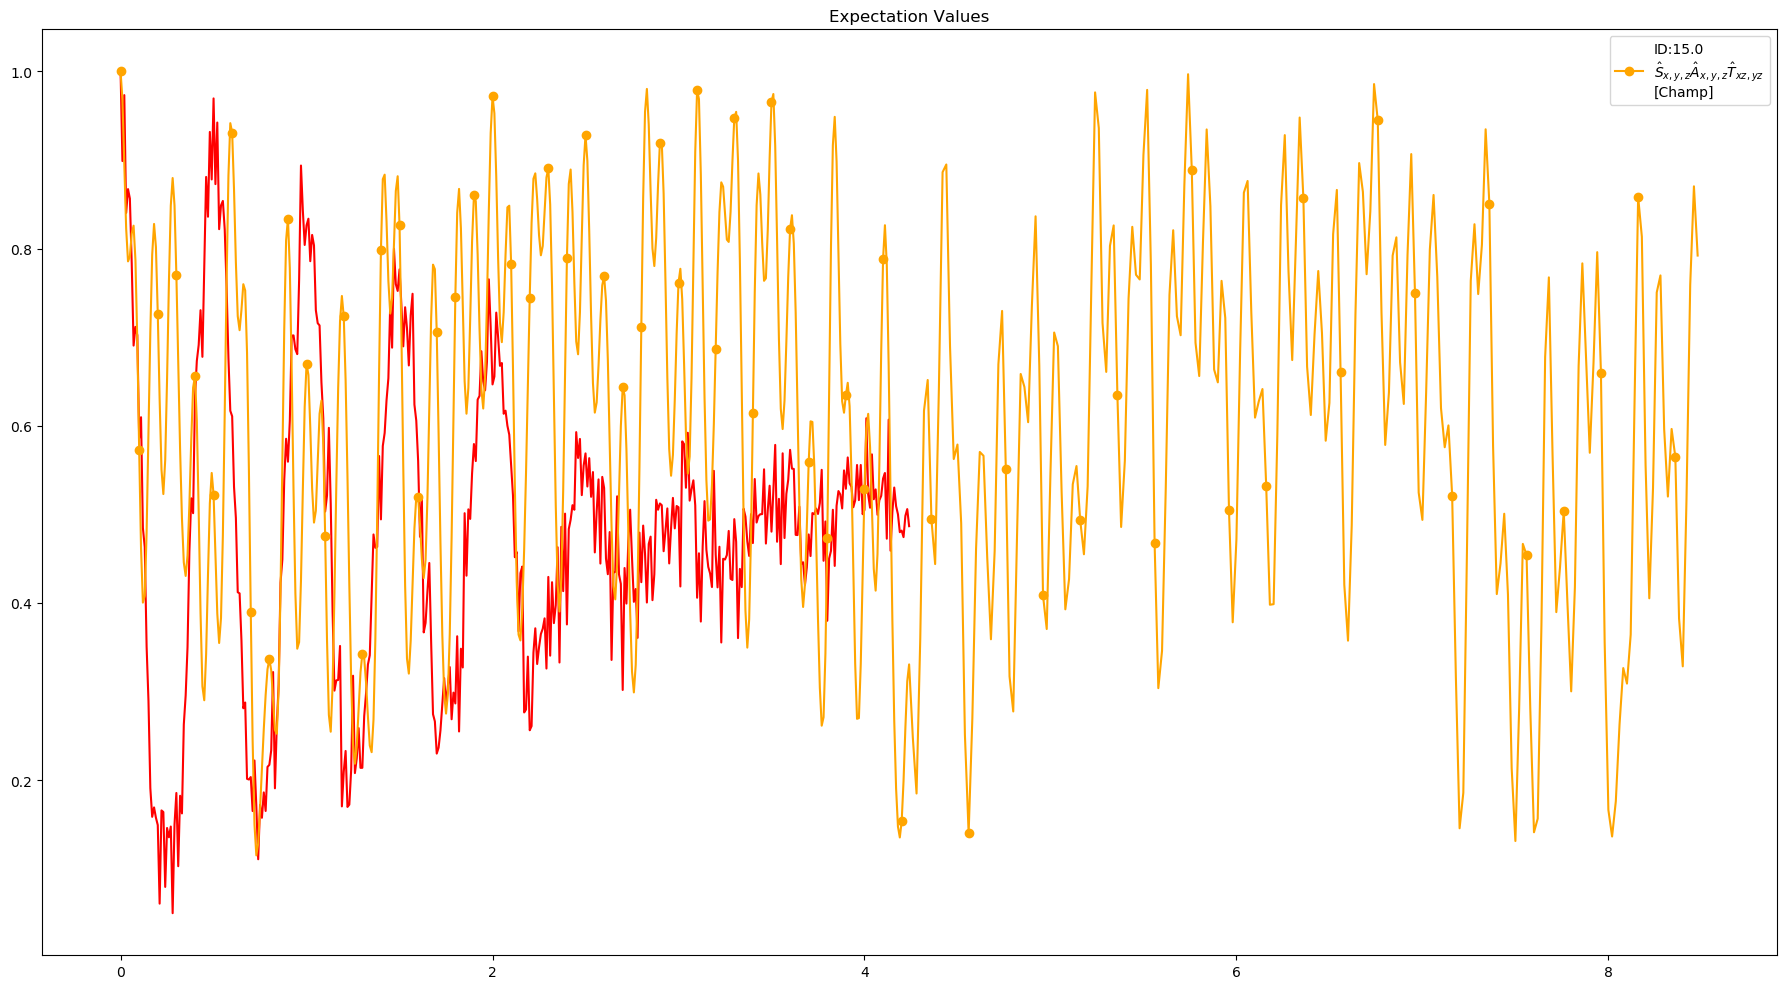 Expectation Values
ID:15.0
$\hat{S}_{x,y,z}\hat{A}_{x,y,z}\hat{T}_{xz,yz}$
[Champ]
1.0
0.8
0.6
0.4
0.2
0 2 4 6 8